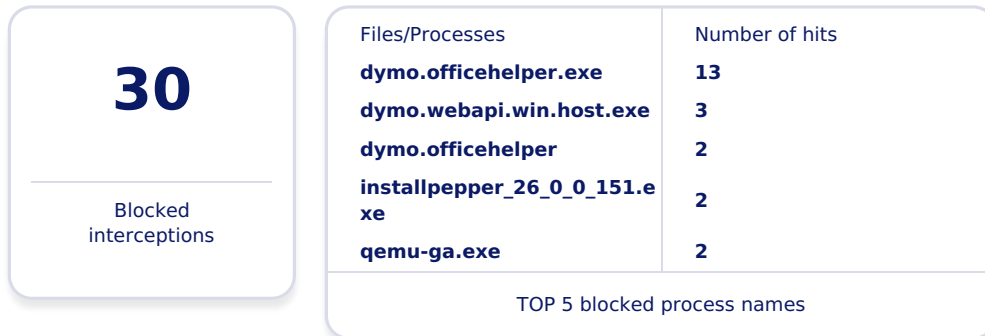 30
Blocked
interceptions
Files/Processes Number of hits
dymo.officehelper.exe 13
dymo.webapi.win.host.exe 3
dymo.officehelper 2
installpepper_26_0_0_151.e
xe 2
qemu-ga.exe 2
TOP 5 blocked process names